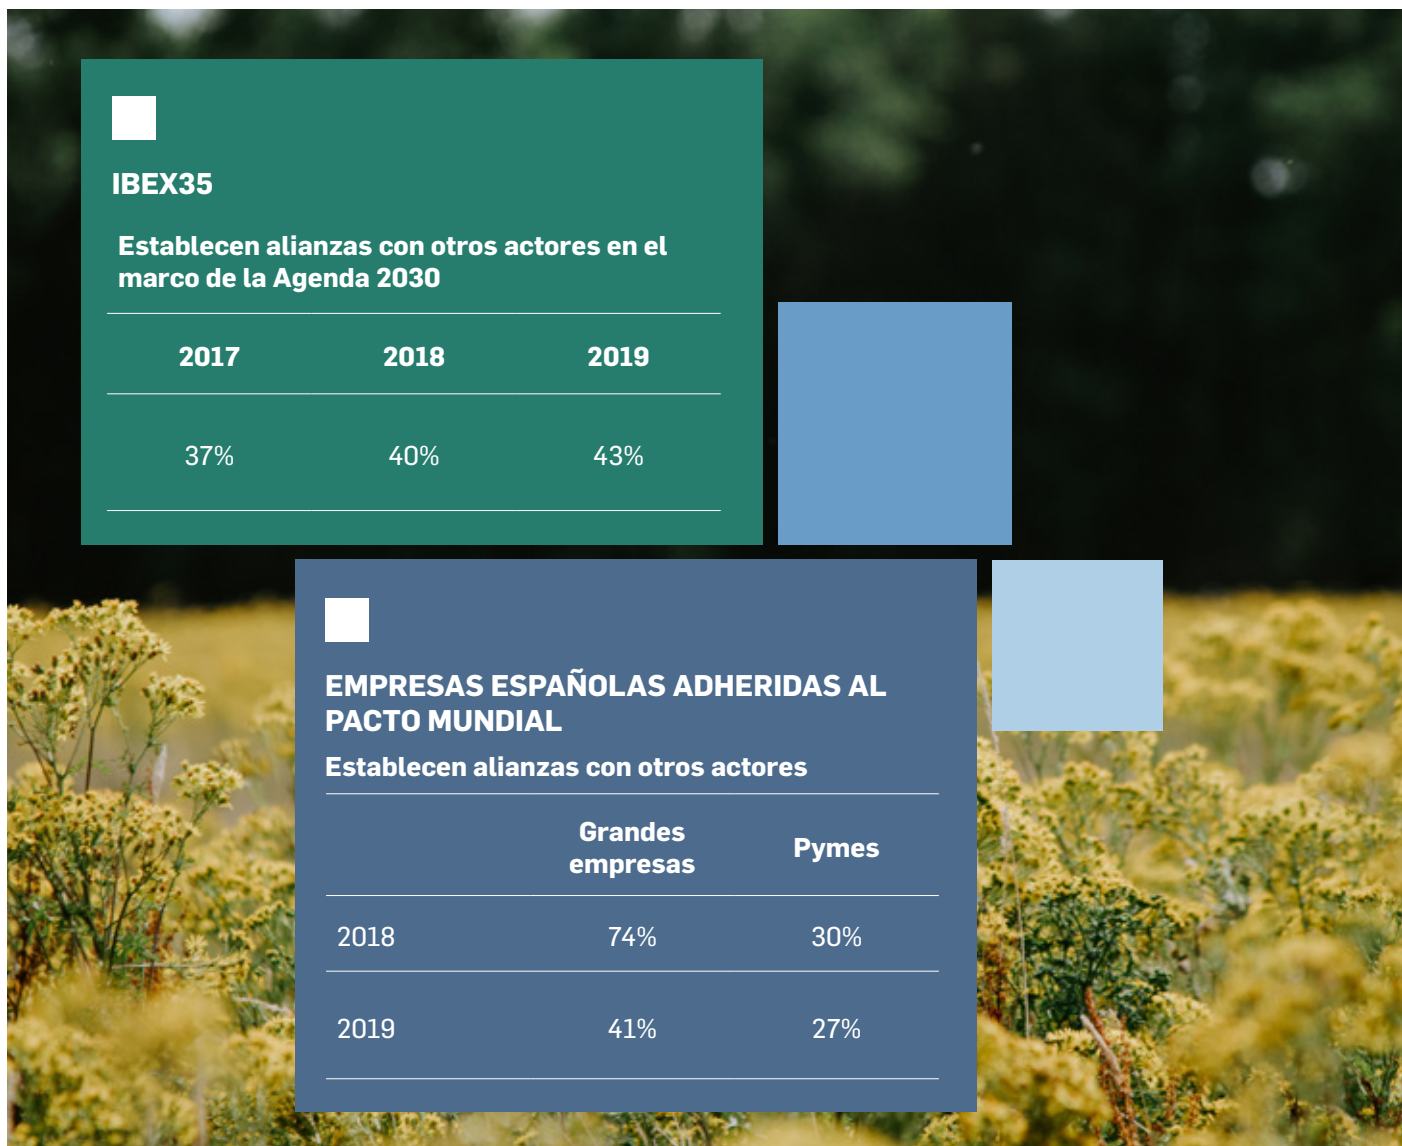 IBEX35
Establecen alianzas con otros actores en el
marco de la Agenda 2030
2017 2018 2019
37% 40% 43%
EMPRESAS ESPAÑOLAS ADHERIDAS AL
PACTO MUNDIAL
Establecen alianzas con otros actores
Grandes
empresas
Pymes
2018 74% 30%
2019 41% 27%